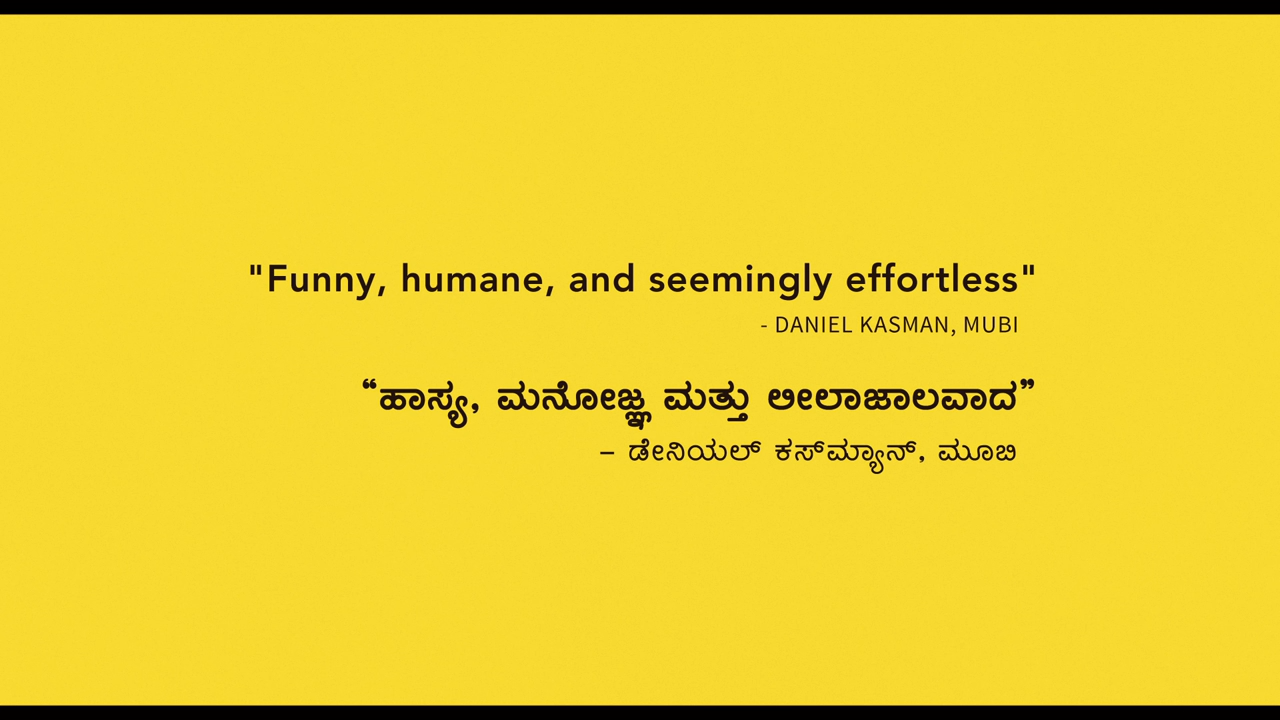 "Funny, humane, and seemingly effortless"
- DANIEL KASMAN, MUBI
“ಹಾಸ್ಯ, ಮನೋಜ್ಞ ಮತ್ತು ಲೀಲಾಜಾಲವಾದ”
– ಡೇನಿಯಲ್ ಕಸ್‌ಮ್ಯಾನ್, ಮೂಬಿ